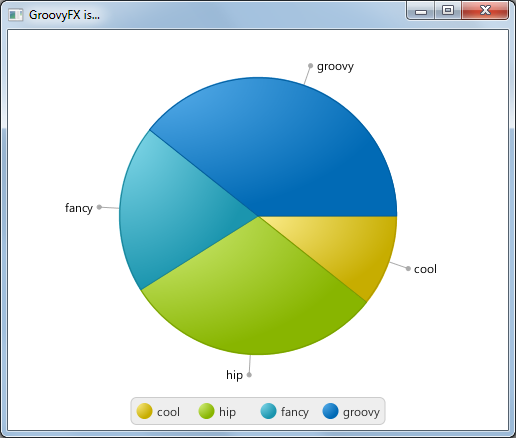 GroovyFX is...
groovy
fancy
cool
hip
cool hip fancy groovy